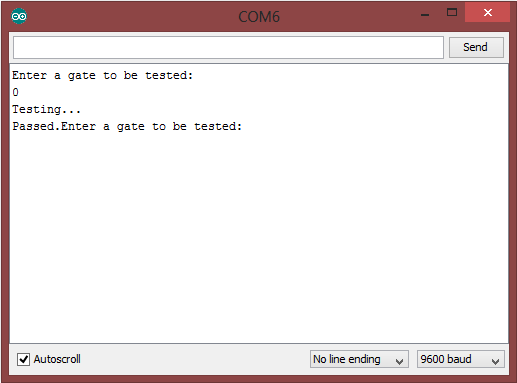 COM6
Send
Enter a gate to be tested:
0
Testing...
Passed.Enter a gate to be tested:
Autoscroll
No line ending
9600 baud